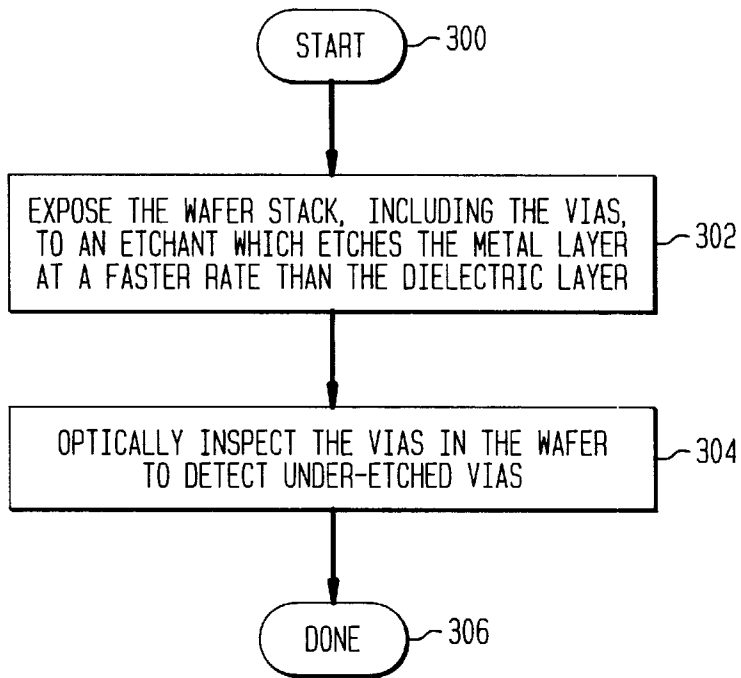 START
300
EXPOSE THE WAFER STACK, INCLUDING THE VIAS,
TO AN ETCHANT WHICH ETCHES THE METAL LAYER
AT A FASTER RATE THAN THE DIELECTRIC LAYER
302
OPTICALLY INSPECT THE VIAS IN THE WAFER
TO DETECT UNDER-ETCHED VIAS
304
DONE
306